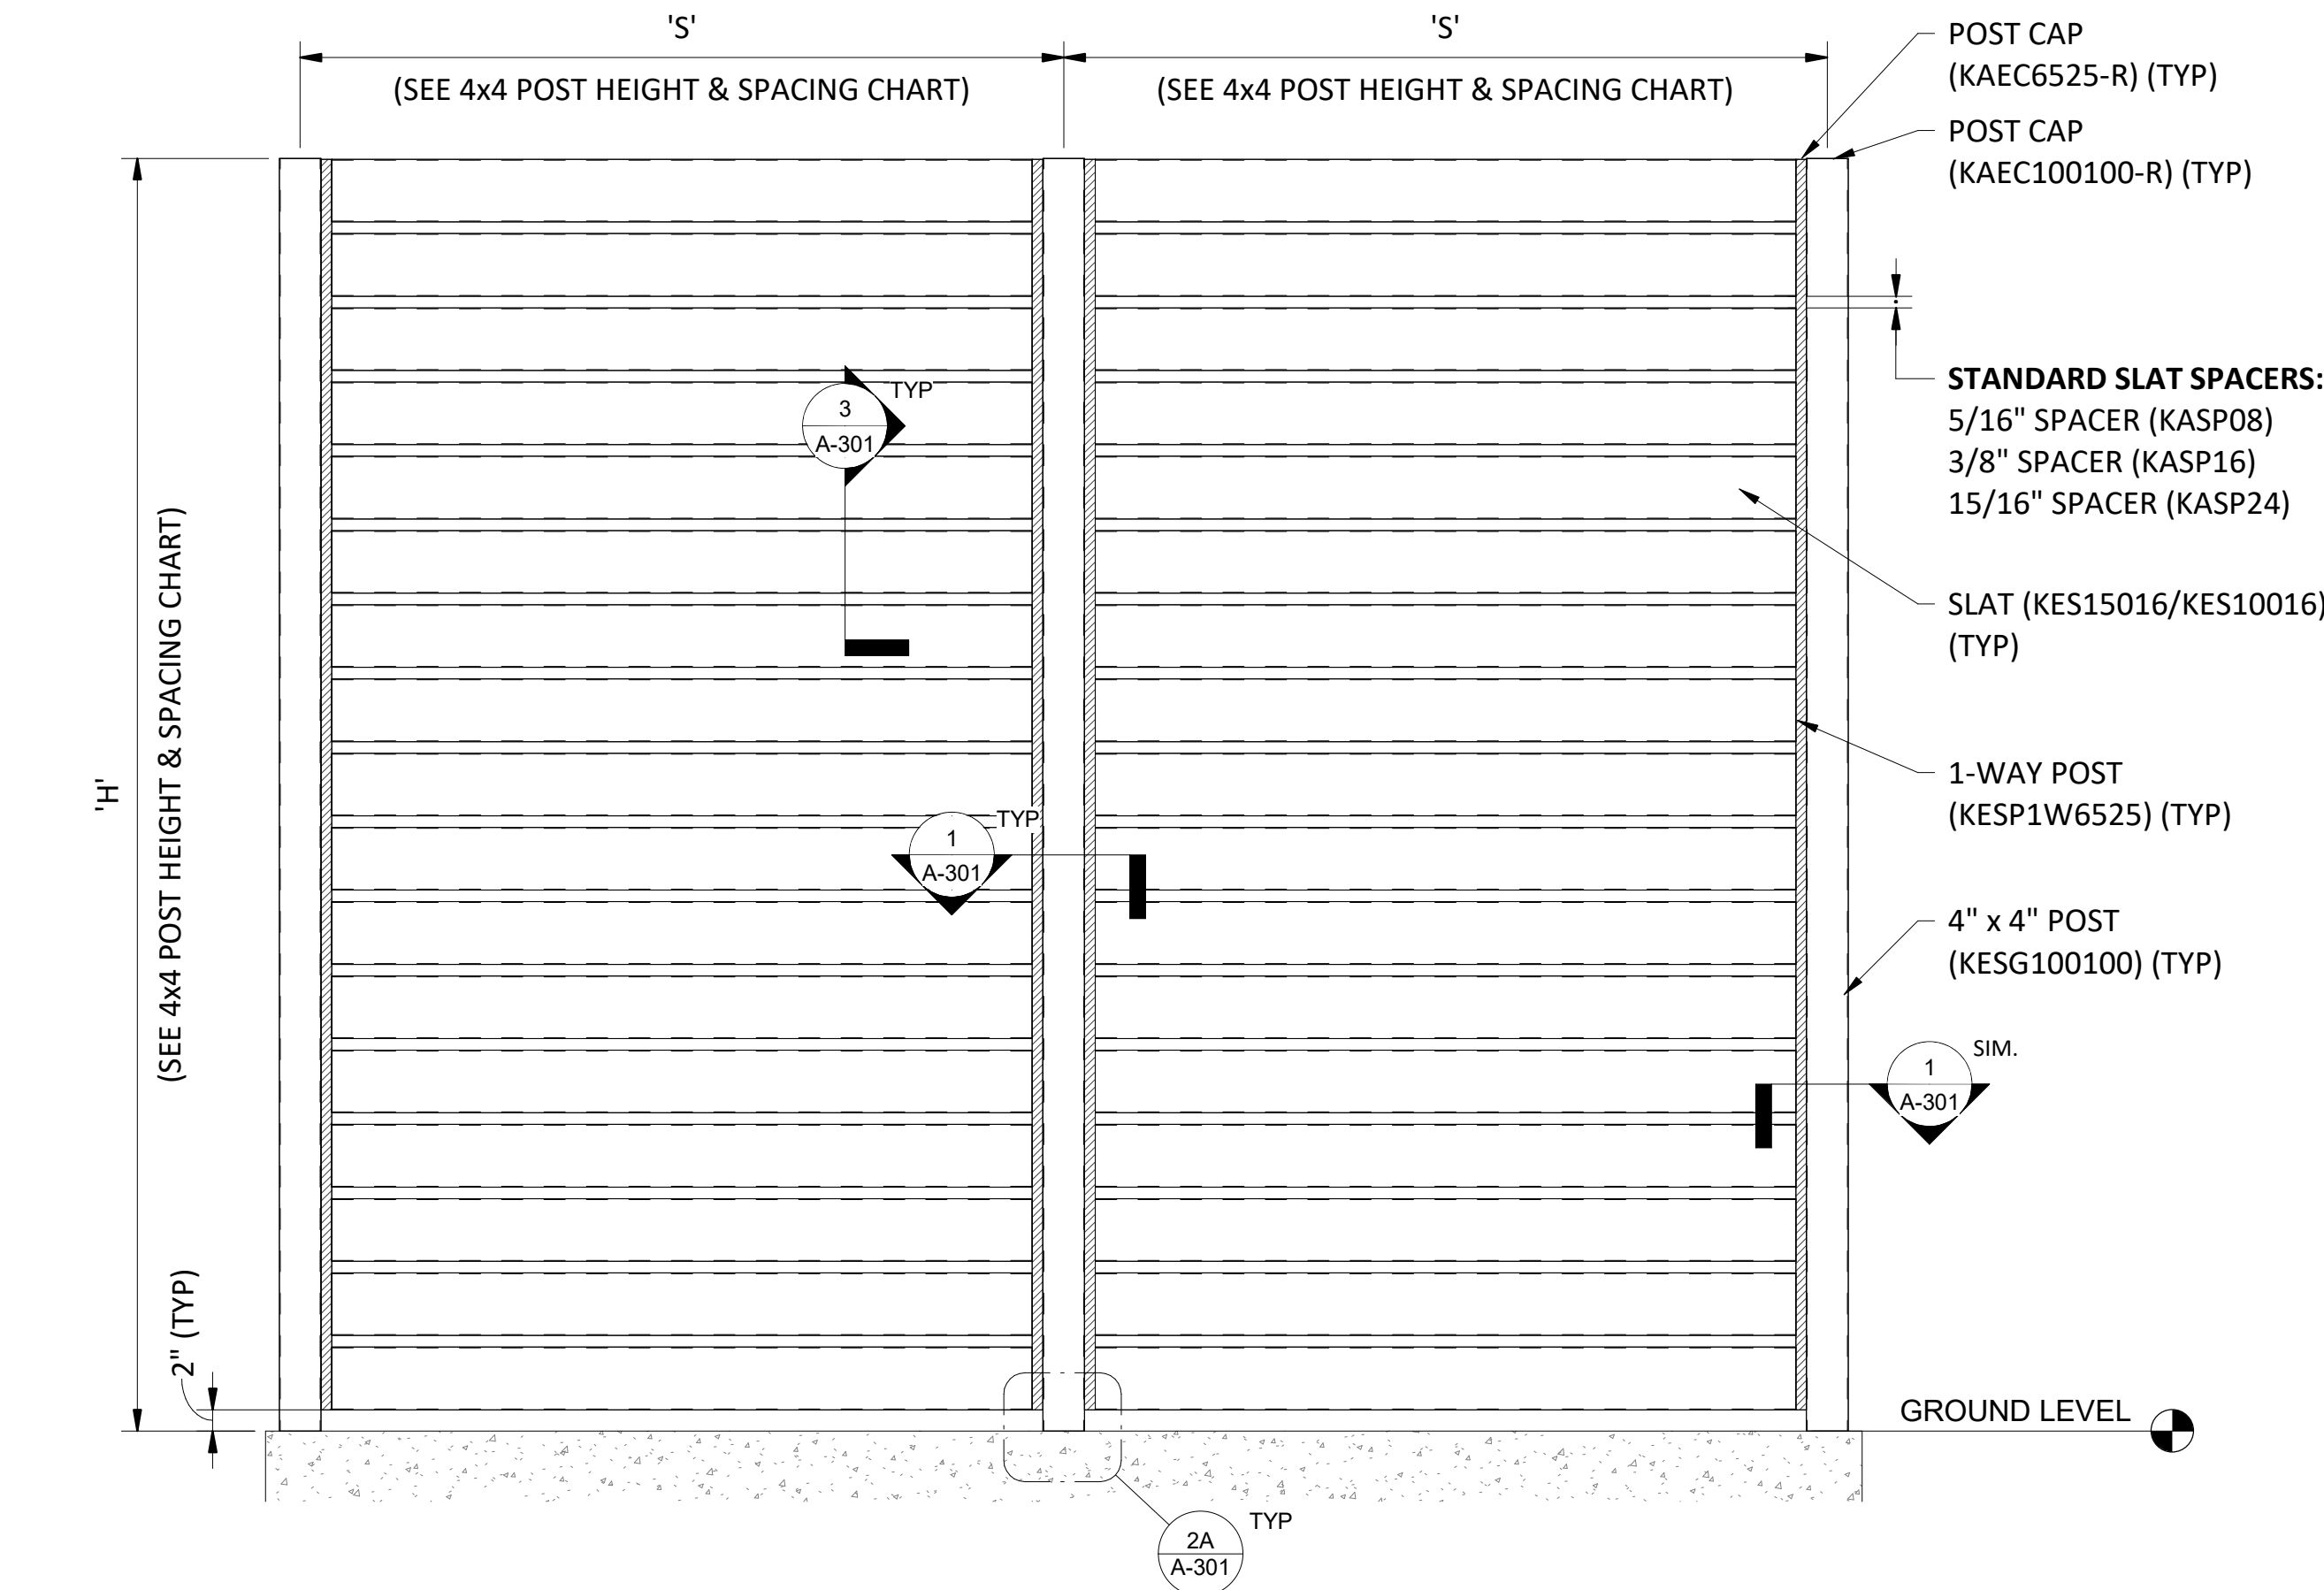 'S'
'S'
(SEE 4x4 POST HEIGHT & SPACING CHART)
(SEE 4x4 POST HEIGHT & SPACING CHART)
POST CAP
(KAEC6525-R) (TYP)
POST CAP
(KAEC100100-R) (TYP)
STANDARD SLAT SPACERS:
5/16" SPACER (KASP08)
3/8" SPACER (KASP16)
15/16" SPACER (KASP24)
SLAT (KES15016/KES10016)
(TYP)
1-WAY POST
(KESP1W6525) (TYP)
4" x 4" POST
(KESG100100) (TYP)
'H'
(SEE 4x4 POST HEIGHT & SPACING CHART)
2" (TYP)
3
A-301
TYP
1
A-301
TYP
1
A-301
SIM.
GROUND LEVEL
2A
A-301
TYP